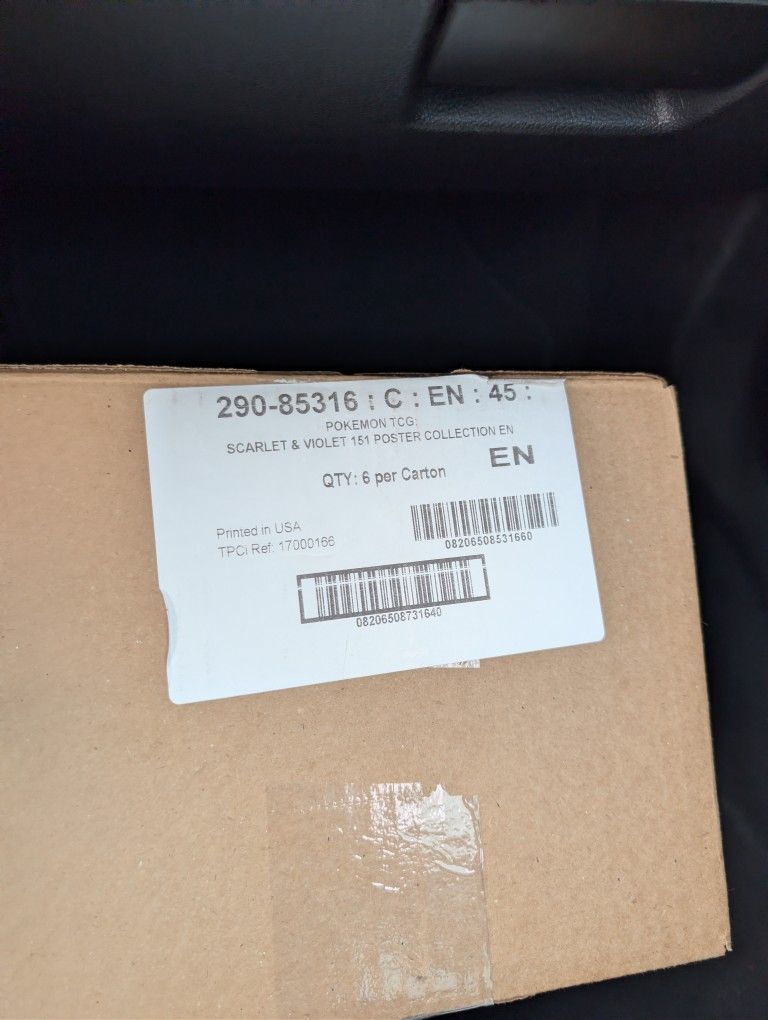 290-85316 : C : EN : 45 :
POKEMON TCG:
SCARLET & VIOLET 151 POSTER COLLECTION EN
EN
QTY: 6 per Carton
Printed in USA
TPCi Ref: 17000166
08206508531660
08206508731640